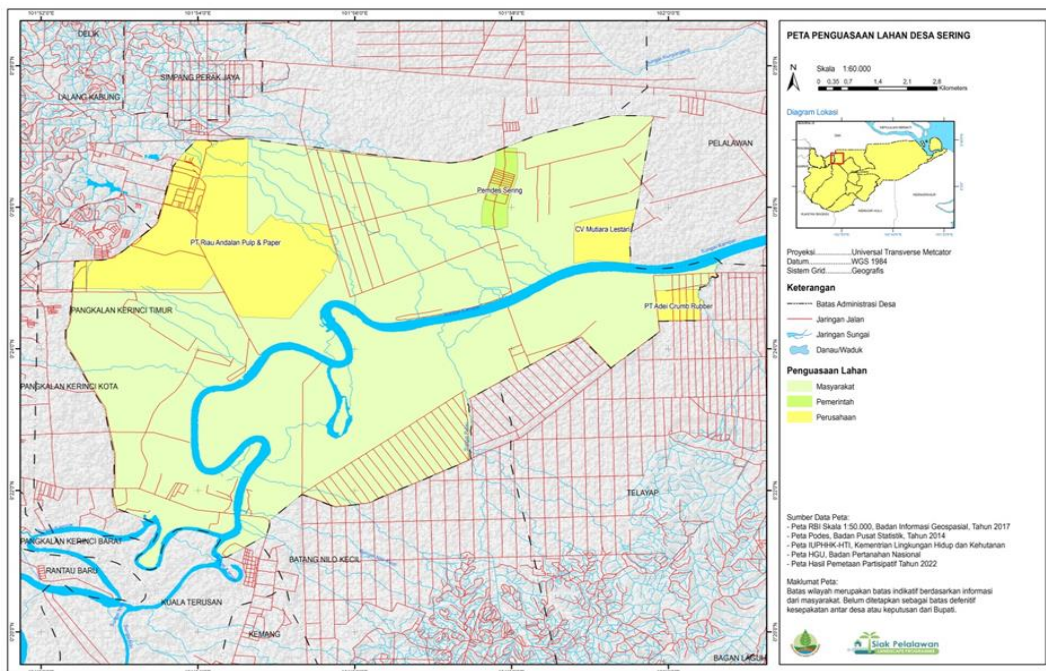 PETA PENGUASAAN LAHAN DESA SERING
N
Skala 1:60.000
0 0,35 0,7 1,4 2,1 2,8
Kilometers
Diagram Lokasi
Proyeksi..............Universal Transverse Metcator
Datum..............WGS 1984
Sistem Grid..............Geografis
Keterangan
Batas Administrasi Desa
Jaringan Jalan
Jaringan Sungai
Danau/Waduk
Penguasaan Lahan
Masyarakat
Pemerintah
Perusahaan
Sumber Data Peta:
- Peta RBI Skala 1:50.000, Badan Informasi Geospasial, Tahun 2017
- Peta Podes, Badan Pusat Statistik, Tahun 2014
- Peta IUPHHK-HTI, Kementrian Lingkungan Hidup dan Kehutanan
- Peta HGU, Badan Pertanahan Nasional
- Peta Hasil Pemetaan Partisipatif Tahun 2022
Maklumat Peta:
Batas wilayah merupakan batas indikatif berdasarkan informasi
dari masyarakat. Belum ditetapkan sebagai batas defenitif
kesepakatan antar desa atau keputusan dari Bupati.
Siak Pelalawan
DELIK
SIMPANG PERAK JAYA
LALANG KABUNG
PELALAWAN
Pemdes Sering
CV Mutiara Lestari
PT Riau Andalan Pulp & Paper
PT Adei Crumb Rubber
PANGKALAN KERINCI TIMUR
PANGKALAN KERINCI KOTA
TELAYAP
PANGKALAN KERINCI BARAT
BATANG NILO KECIL
RANTAU BARU
KUALA TERUSAN
KEMANG
BAGAN LAGUH